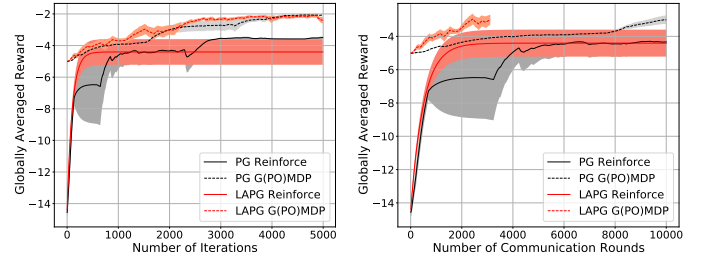 Globally Averaged Reward
−2
−4
−6
−8
−10
−12
−14
0
1000
2000
3000
4000
5000
Number of Iterations
PG Reinforce
PG G(PO)MDP
LAPG Reinforce
LAPG G(PO)MDP
Globally Averaged Reward
−4
−6
−8
−10
−12
−14
0
2000
4000
6000
8000
10000
Number of Communication Rounds
PG Reinforce
PG G(PO)MDP
LAPG Reinforce
LAPG G(PO)MDP